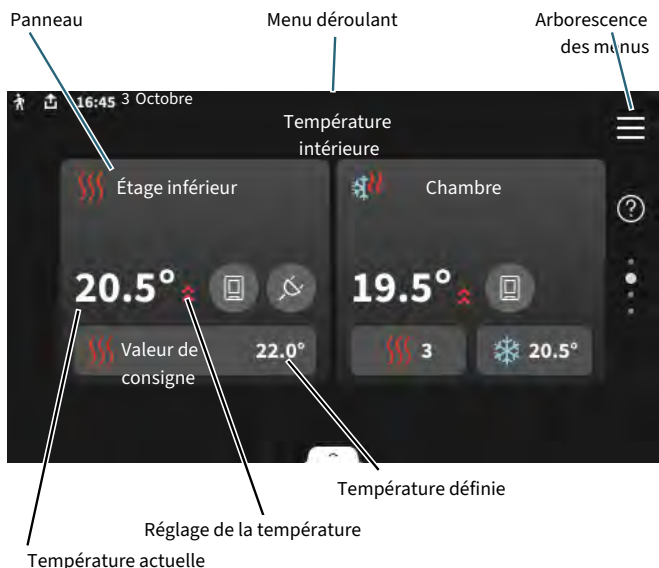 Panneau
Menu déroulant
Arborescence
des menus
16:45 3 Octobre
Température
intérieure
Étage inférieur
Chambre
20.5°
19.5°
Valeur de
consigne
22.0°
3
20.5°
Température définie
Réglage de la température
Température actuelle